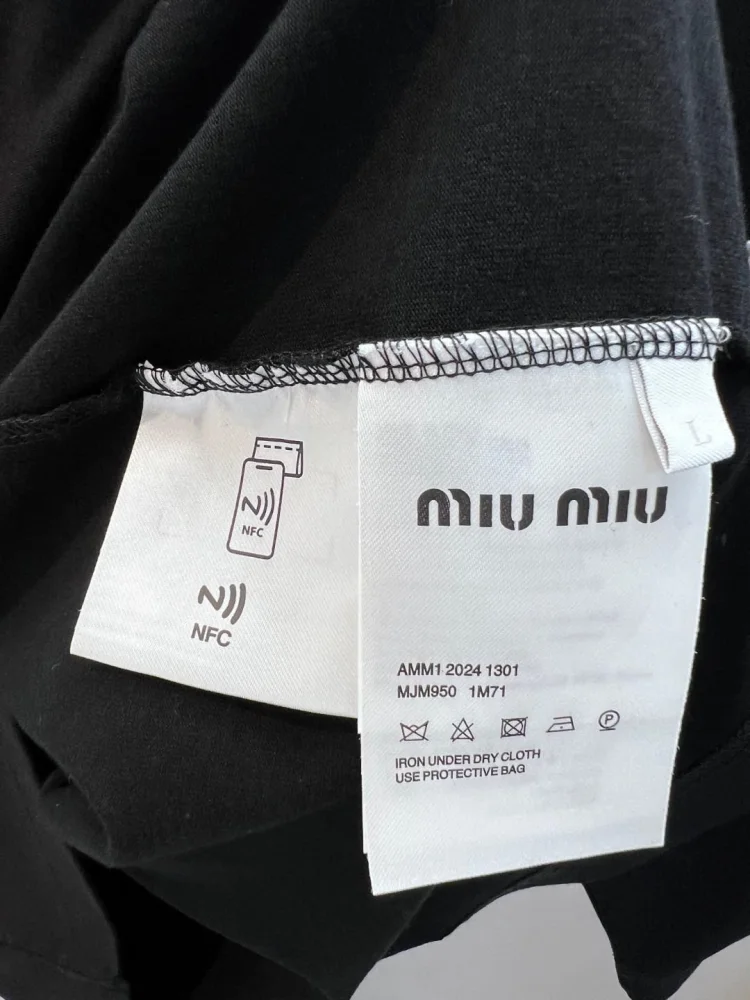 NFC
NFC
L
miu miu
AMM1 2024 1301
MJM950 1M71
P
IRON UNDER DRY CLOTH
USE PROTECTIVE BAG